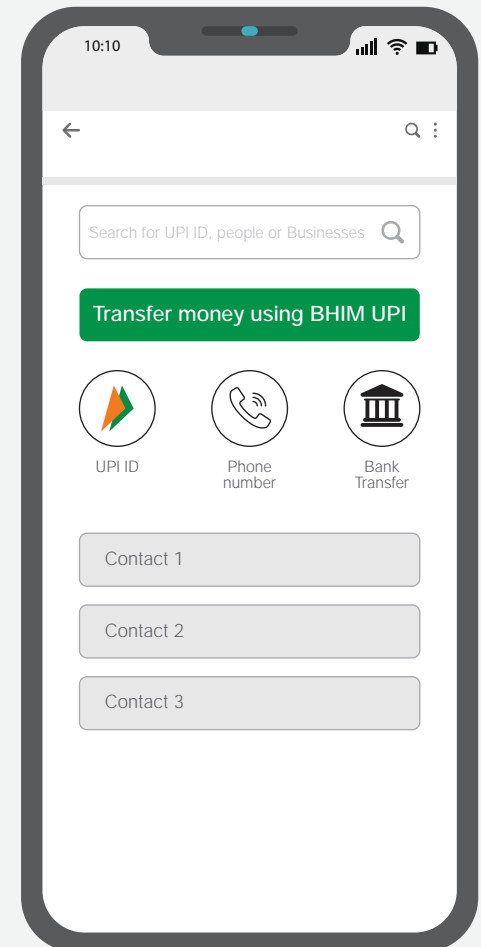 10:10
Search for UPI ID, people or Businesses
Transfer money using BHIM UPI
UPI ID
Phone
number
Bank
Transfer
Contact 1
Contact 2
Contact 3